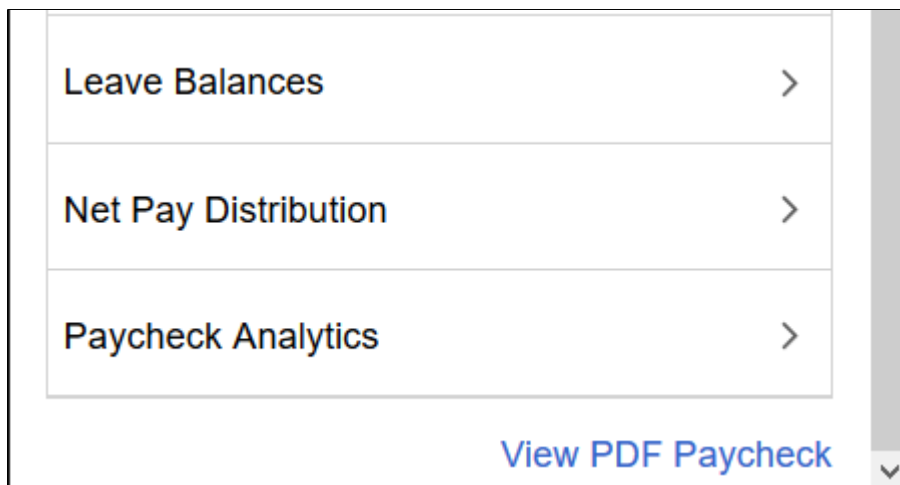 Leave Balances
Net Pay Distribution
Paycheck Analytics
View PDF Paycheck